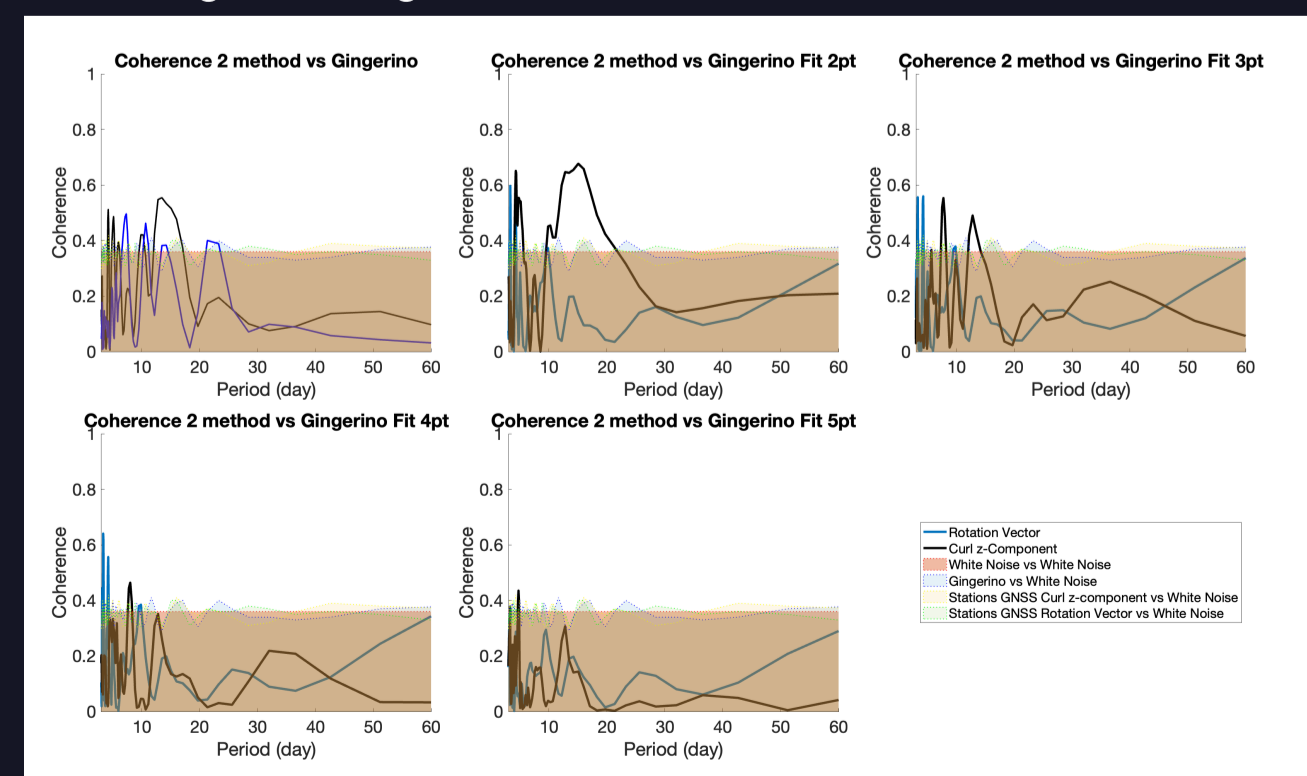 Coherence 2 method vs Gingerino
Coherence 2 method vs Gingerino Fit 2pt
Coherence 2 method vs Gingerino Fit 3pt
1
0.8
0.6
0.4
0.2
0
Coherence
10 20 30 40 50 60
Period (day)
1
0.8
0.6
0.4
0.2
0
Coherence
10 20 30 40 50 60
Period (day)
1
0.8
0.6
0.4
0.2
0
Coherence
10 20 30 40 50 60
Period (day)
Coherence 2 method vs Gingerino Fit 4pt
Coherence 2 method vs Gingerino Fit 5pt
1
0.8
0.6
0.4
0.2
0
Coherence
10 20 30 40 50 60
Period (day)
1
0.8
0.6
0.4
0.2
0
Coherence
10 20 30 40 50 60
Period (day)
Rotation Vector
Curl z-Component
White Noise vs White Noise
Gingerino vs White Noise
Stations GNSS Curl z-component vs White Noise
Stations GNSS Rotation Vector vs White Noise